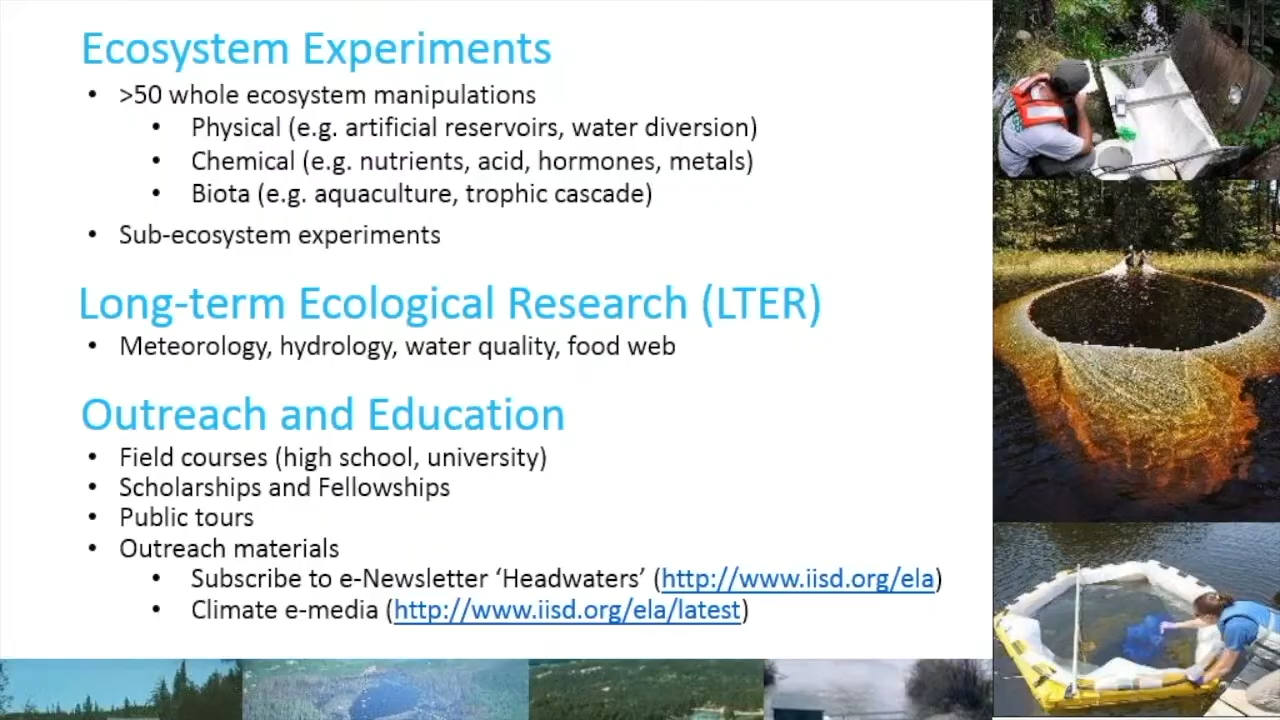 Ecosystem Experiments
• >50 whole ecosystem manipulations
• Physical (e.g. artificial reservoirs, water diversion)
• Chemical (e.g. nutrients, acid, hormones, metals)
• Biota (e.g. aquaculture, trophic cascade)
• Sub-ecosystem experiments
Long-term Ecological Research (LTER)
• Meteorology, hydrology, water quality, food web
Outreach and Education
• Field courses (high school, university)
• Scholarships and Fellowships
• Public tours
• Outreach materials
• Subscribe to e-Newsletter ‘Headwaters’ (http://www.iisd.org/ela)
• Climate e-media (http://www.iisd.org/ela/latest)